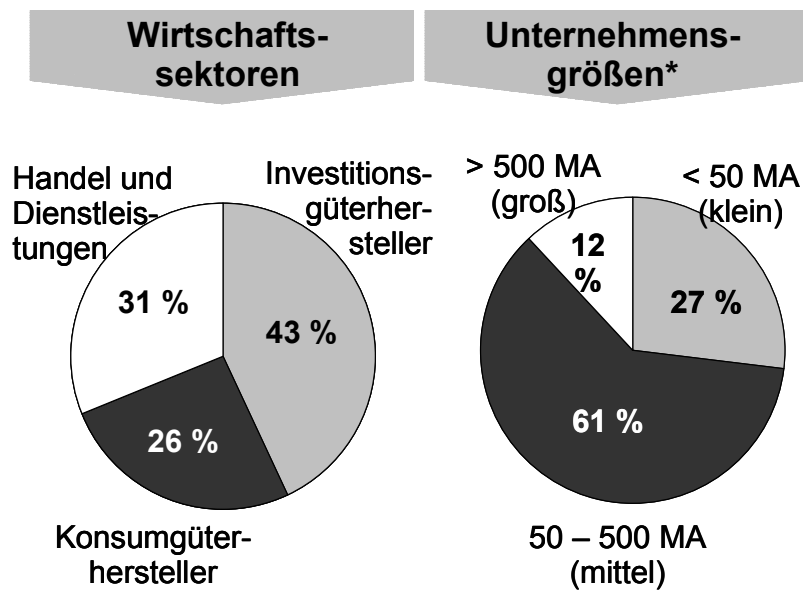 Wirtschafts-
sektoren
Handel und
Dienstleis-
tungen
Investitions-
güterher-
steller
31 %
43 %
26 %
Konsumgüter-
hersteller
Unternehmens-
größen*
> 500 MA
(groß)
< 50 MA
(klein)
12
%
27 %
61 %
50 – 500 MA
(mittel)